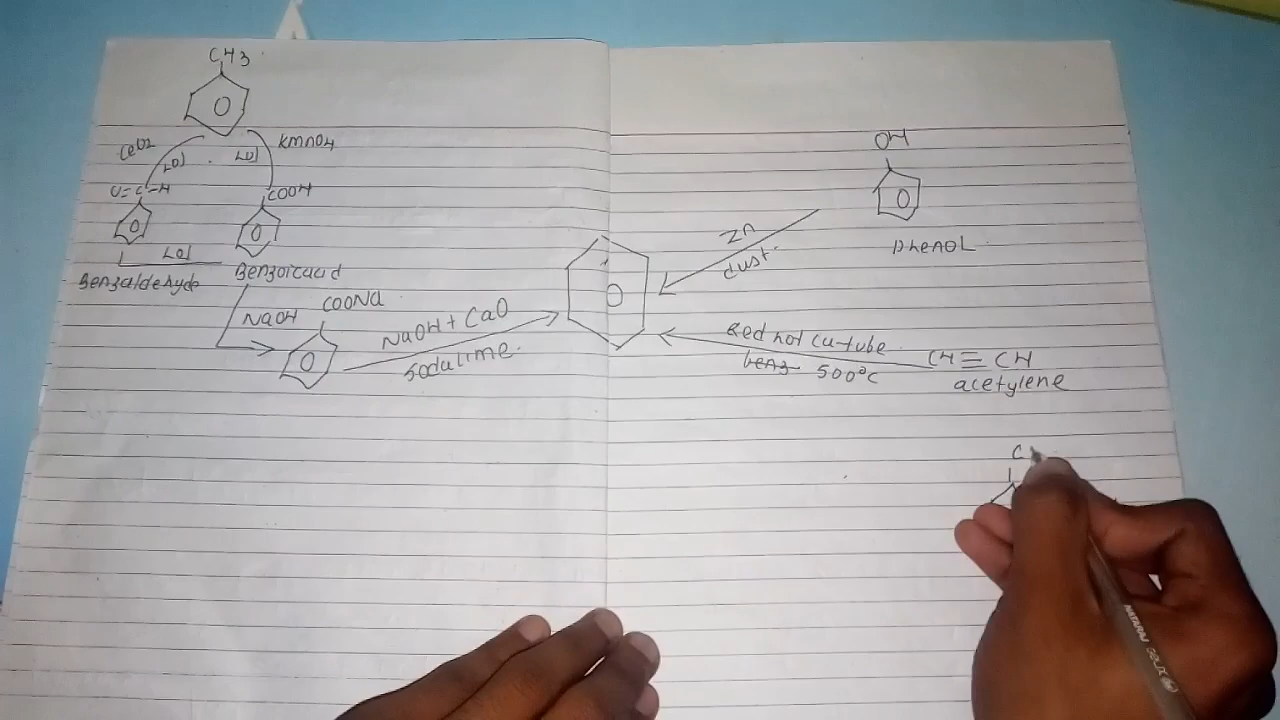 CH3
CeO2
[O]
[O]
KmnO4
O=C-H
COOH
[O]
Benzaldehyde
Benzoicacid
NaOH
COONa
NaOH + CaO
sodalime.
OH
phenol
Zn
dust.
Red hot Cu-tube
500°C
CH≡CH
acetylene
C